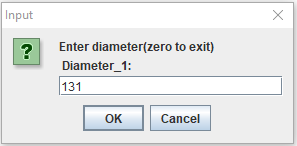 Input
Enter diameter(zero to exit)
Diameter_1:
131
OK Cancel